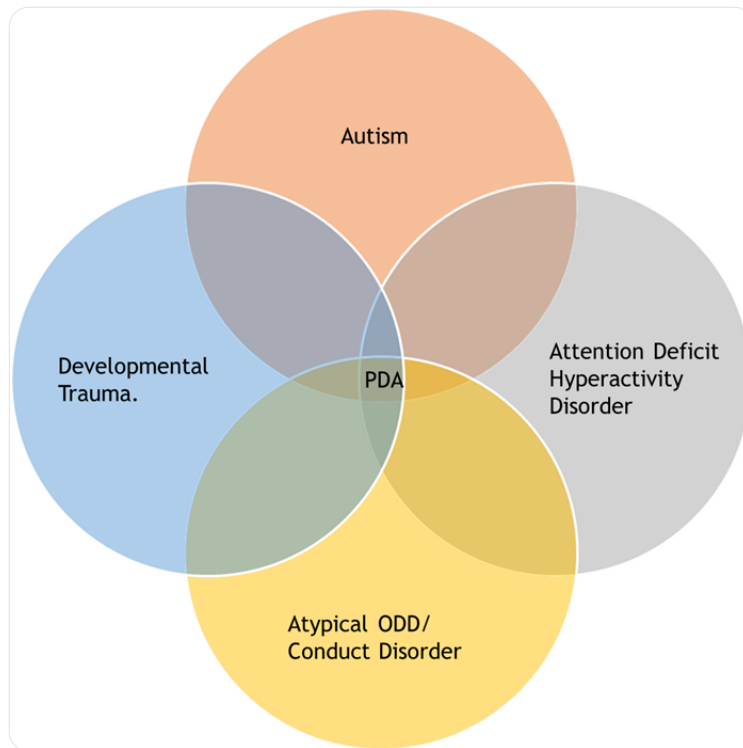 Autism
Developmental
Trauma.
PDA
Attention Deficit
Hyperactivity
Disorder
Atypical ODD/
Conduct Disorder